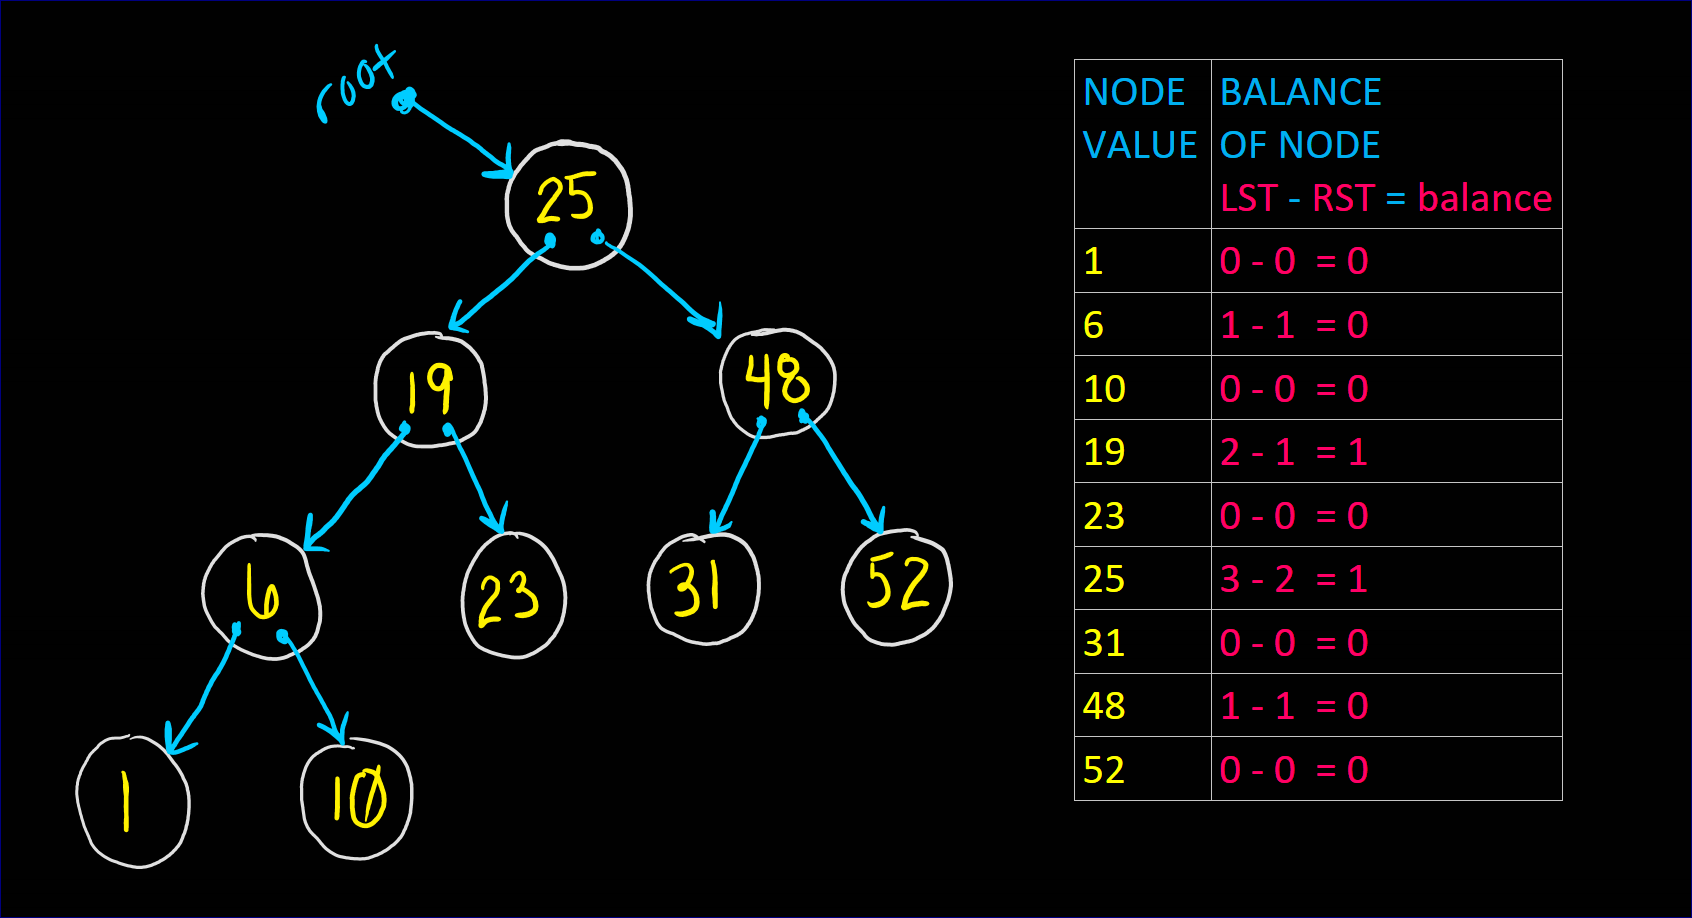 root
25
19
48
6
23
31
52
1
10
NODE VALUE
BALANCE OF NODE
LST - RST = balance
1 0 - 0 = 0
6 1 - 1 = 0
10 0 - 0 = 0
19 2 - 1 = 1
23 0 - 0 = 0
25 3 - 2 = 1
31 0 - 0 = 0
48 1 - 1 = 0
52 0 - 0 = 0